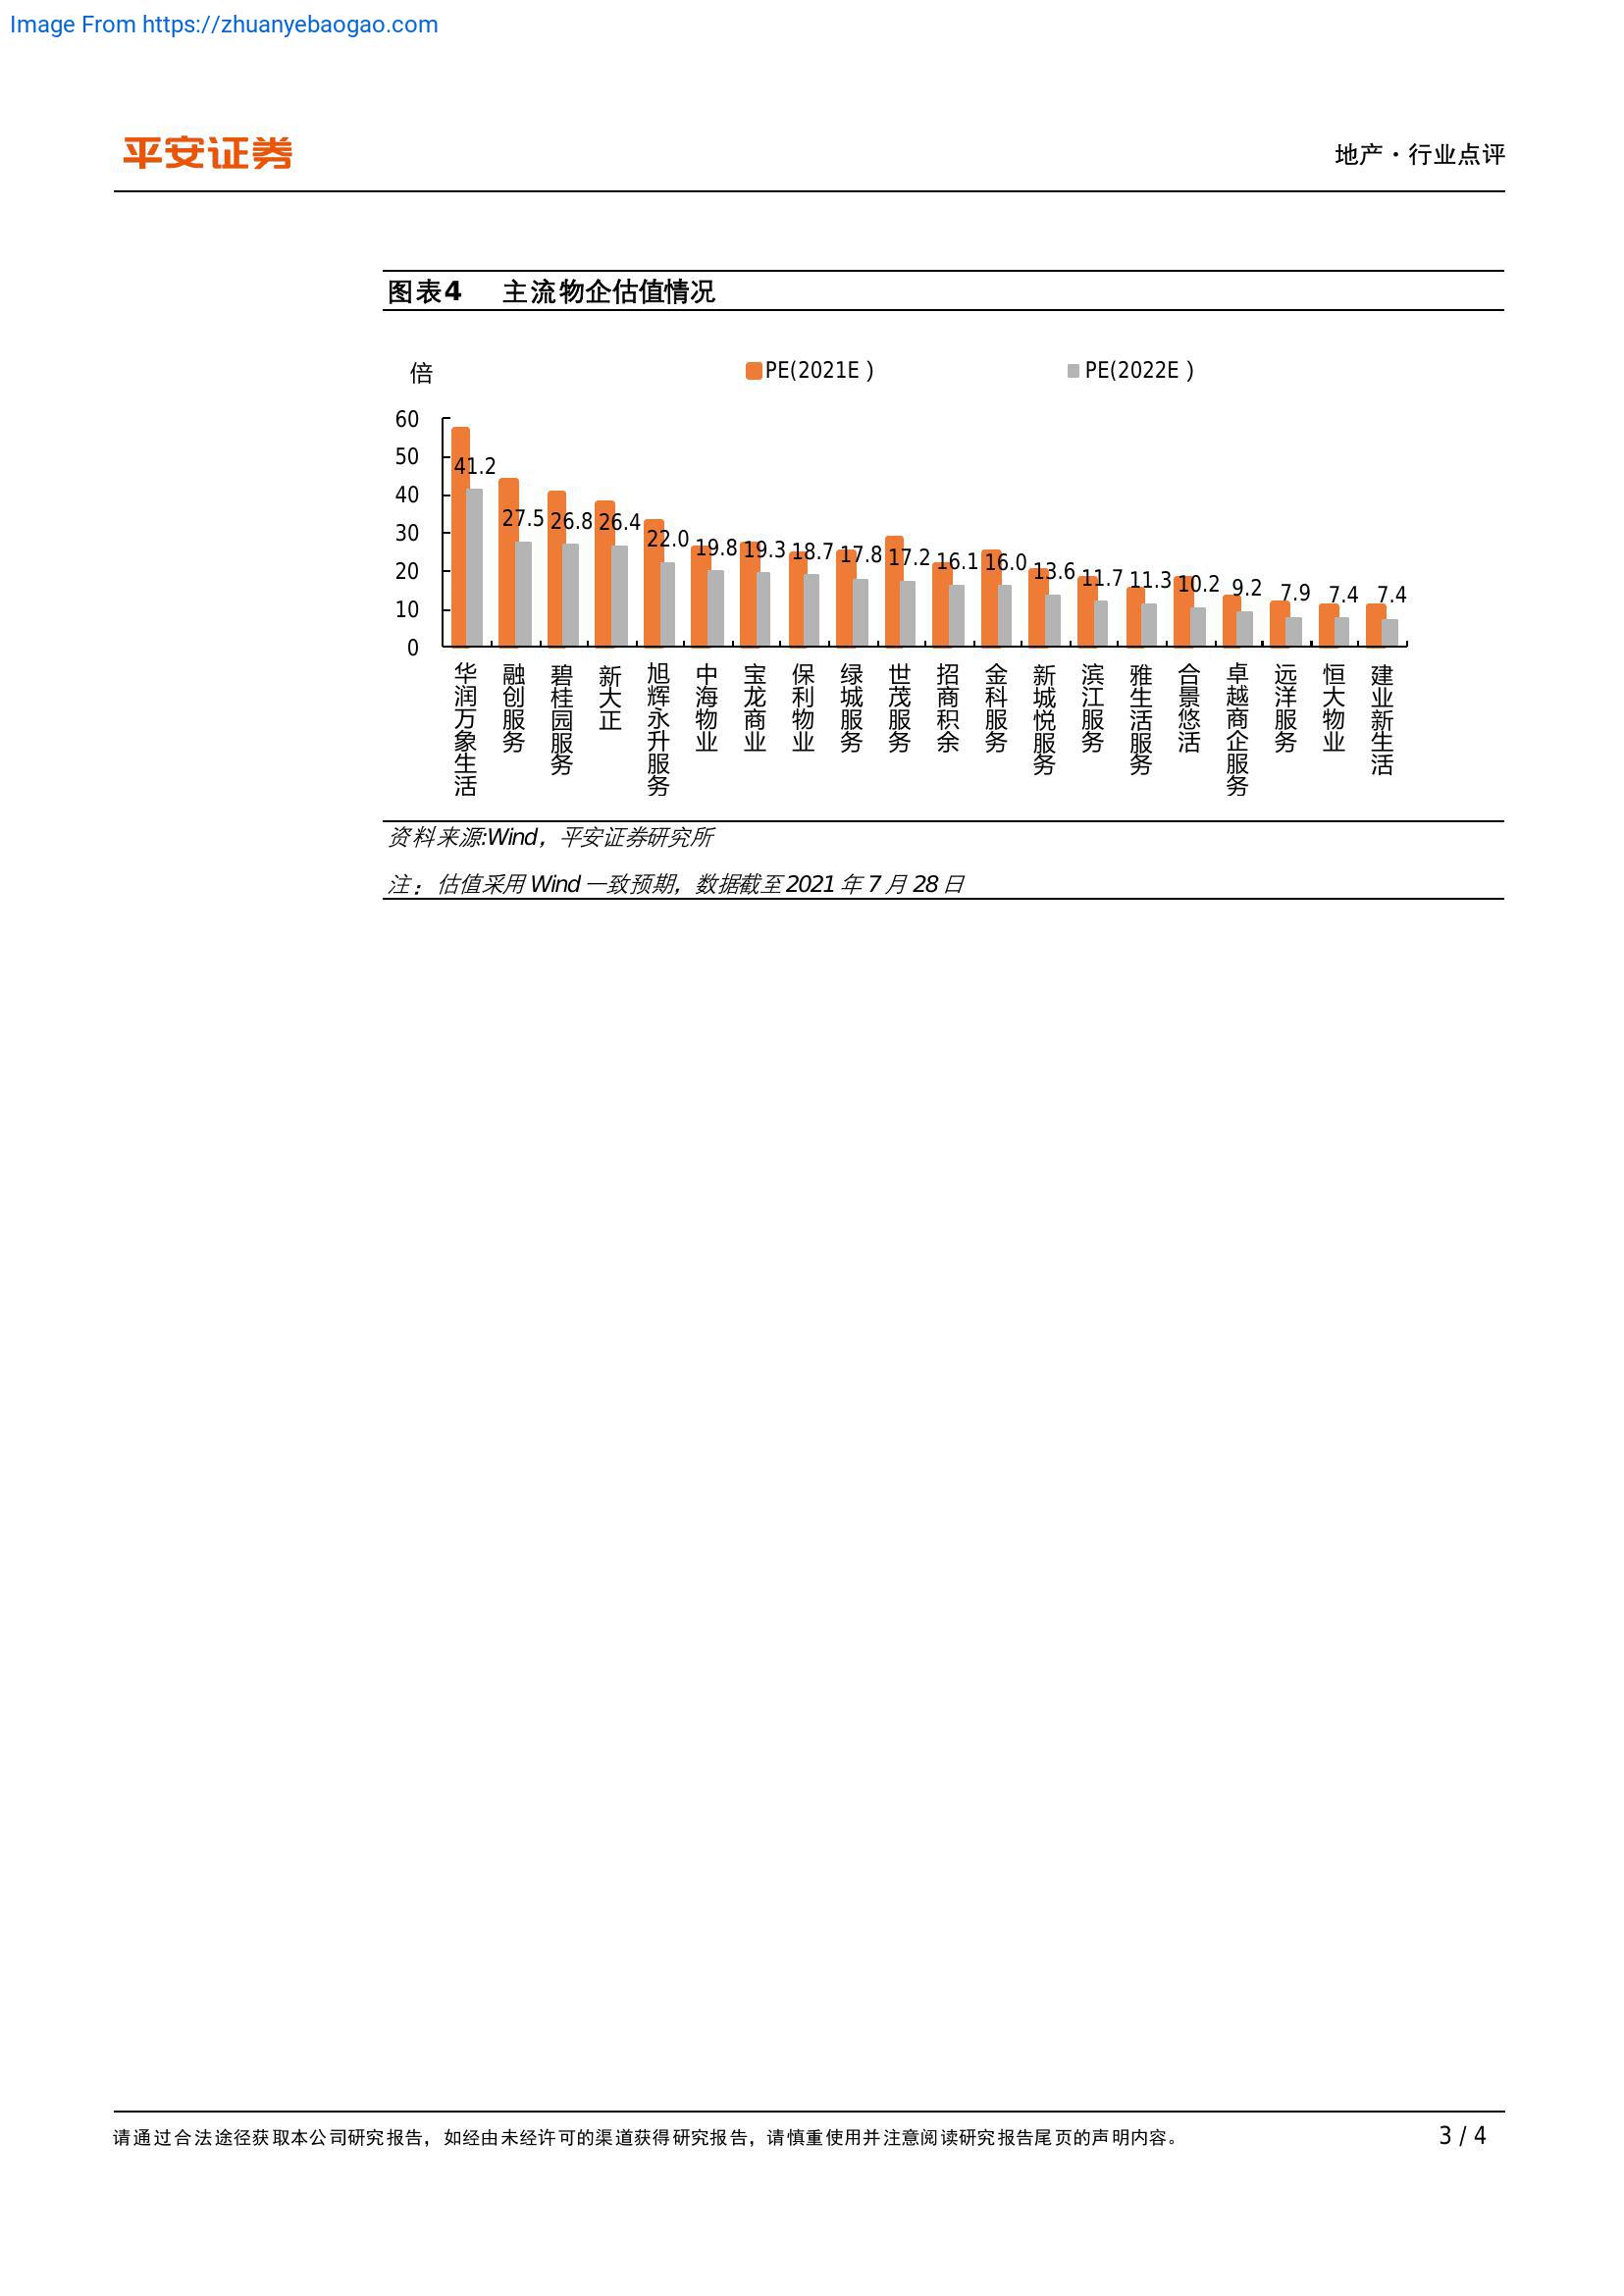 Image From https://zhuanyebaogao.com
平安证券
地产·行业点评
图表4 主流物企估值情况
倍
PE(2021E )
PE(2022E )
60
50
40
30
20
10
0
41.2
27.5
26.8
26.4
22.0
19.8
19.3
18.7
17.8
17.2
16.1
16.0
13.6
11.7
11.3
10.2
9.2
7.9
7.4
7.4
华润万象生活
融创服务
碧桂园服务
新大正
旭辉永升服务
中海物业
宝龙商业
保利物业
绿城服务
世茂服务
招商积余
金科服务
新城悦服务
滨江服务
雅生活服务
合景悠活
卓越商企服务
远洋服务
恒大物业
建业新生活
资料来源:Wind，平安证券研究所
注：估值采用 Wind 一致预期，数据截至2021 年 7 月 28 日
请通过合法途径获取本公司研究报告，如经由未经许可的渠道获得研究报告，请慎重使用并注意阅读研究报告尾页的声明内容。
3 / 4